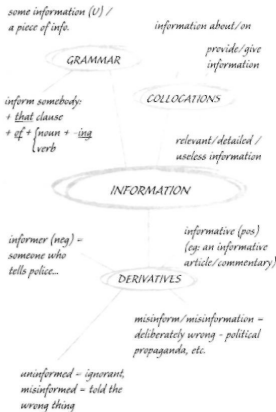 some information (U) /
a piece of info.
GRAMMAR
inform somebody:
+ that clause
+ of + {noun + -ing
verb
information about/on
provide/give
information
COLLOCATIONS
relevant/detailed /
useless information
INFORMATION
informer (neg) =
someone who
tells police...
informative (pos)
(eg: an informative
article/commentary)
DERIVATIVES
misinform/misinformation =
deliberately wrong - political
propaganda, etc.
uninformed = ignorant,
misinformed = told the
wrong thing